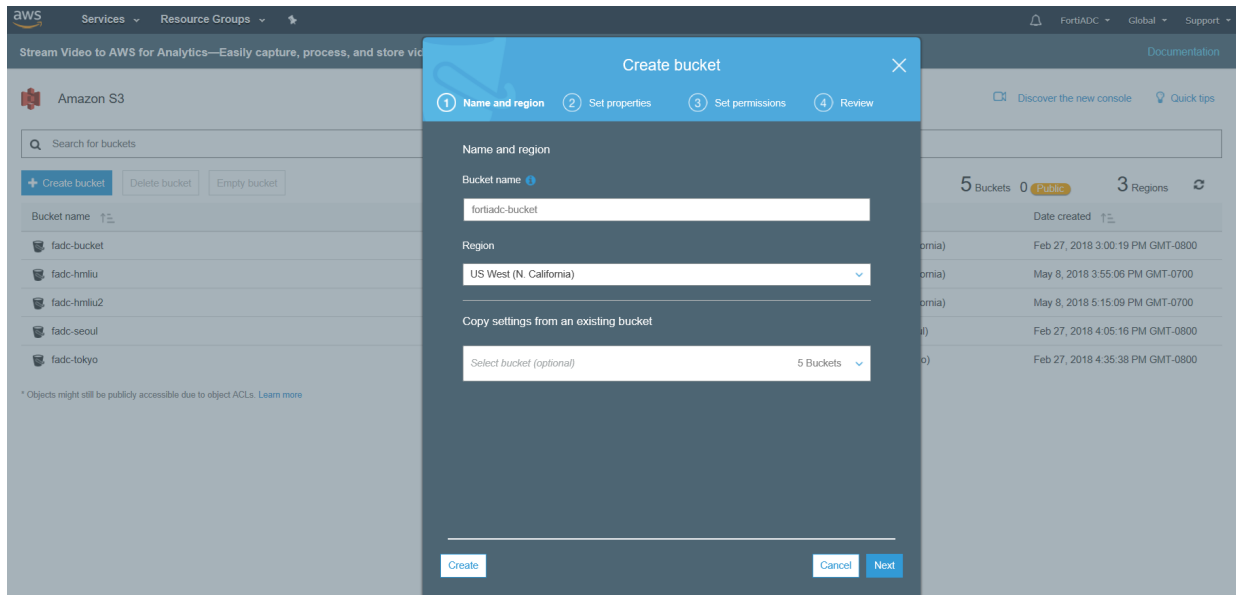 aws Services Resource Groups FortiADC Global Support
Stream Video to AWS for Analytics—Easily capture, process, and store vid Documentation
Create bucket
Amazon S3
Discover the new console Quick tips
1 Name and region 2 Set properties 3 Set permissions 4 Review
Search for buckets
Name and region
+ Create bucket Delete bucket Empty bucket
5 Buckets 0 Public 3 Regions
Bucket name
Bucket name
fortiadc-bucket
Date created
fadc-bucket
Region
ornia) Feb 27, 2018 3:00:19 PM GMT-0800
fadc-hmliu
US West (N. California)
ornia) May 8, 2018 3:55:06 PM GMT-0700
fadc-hmliu2
ornia) May 8, 2018 5:15:09 PM GMT-0700
Copy settings from an existing bucket
fadc-seoul
ul) Feb 27, 2018 4:05:16 PM GMT-0800
fadc-tokyo
Select bucket (optional) 5 Buckets
o) Feb 27, 2018 4:35:38 PM GMT-0800
* Objects might still be publicly accessible due to object ACLs. Learn more
Create Cancel Next